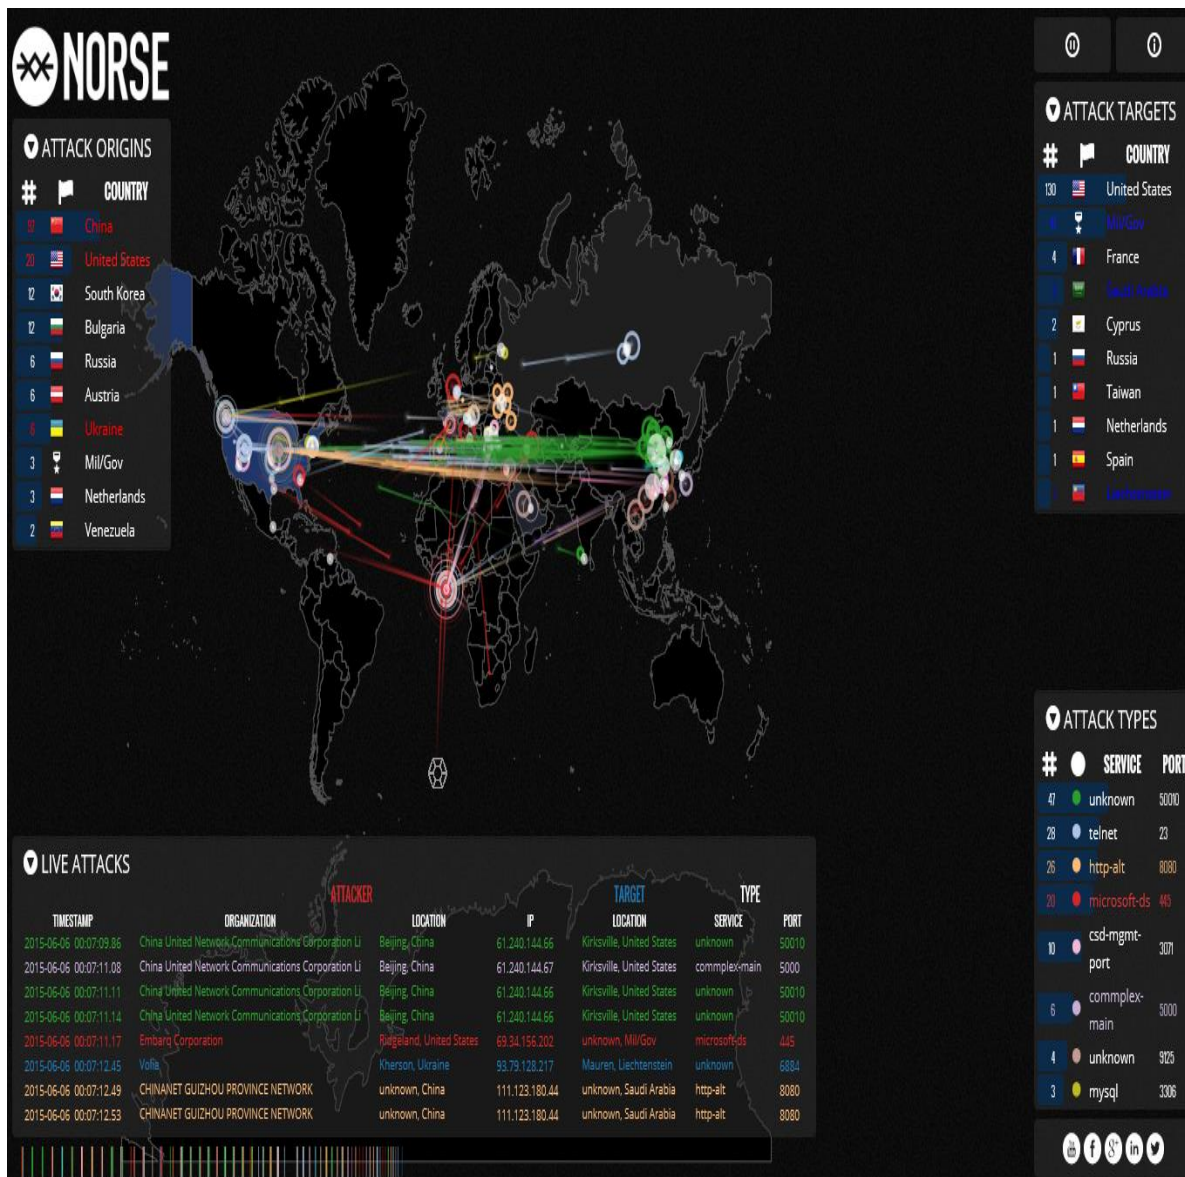 NORSE
ATTACK ORIGINS
# COUNTRY
97 China
20 United States
12 South Korea
12 Bulgaria
6 Russia
6 Austria
6 Ukraine
3 Mil/Gov
3 Netherlands
2 Venezuela
ATTACK TARGETS
# COUNTRY
130 United States
Mil/Gov
4 France
Saudi Arabia
2 Cyprus
1 Russia
1 Taiwan
1 Netherlands
1 Spain
Liechtenstein
ATTACK TYPES
# SERVICE PORT
47 unknown 50010
28 telnet 23
26 http-alt 8080
20 microsoft-ds 445
10 csd-mgmt-
port 3071
6 commplex-
main 5000
4 unknown 9125
3 mysql 3306
LIVE ATTACKS
ATTACKER TARGET TYPE
TIMESTAMP ORGANIZATION LOCATION IP LOCATION SERVICE PORT
2015-06-06 00:07:09.86 China United Network Communications Corporation Li Beijing, China 61.240.144.66 Kirksville, United States unknown 50010
2015-06-06 00:07:11.08 China United Network Communications Corporation Li Beijing, China 61.240.144.67 Kirksville, United States commplex-main 5000
2015-06-06 00:07:11.11 China United Network Communications Corporation Li Beijing, China 61.240.144.66 Kirksville, United States unknown 50010
2015-06-06 00:07:11.14 China United Network Communications Corporation Li Beijing, China 61.240.144.66 Kirksville, United States unknown 50010
2015-06-06 00:07:11.17 Embarq Corporation Ridgeland, United States 69.34.156.202 unknown, Mil/Gov microsoft-ds 445
2015-06-06 00:07:12.45 Volia Kherson, Ukraine 93.79.128.217 Mauren, Liechtenstein unknown 6884
2015-06-06 00:07:12.49 CHINANET GUIZHOU PROVINCE NETWORK unknown, China 111.123.180.44 unknown, Saudi Arabia http-alt 8080
2015-06-06 00:07:12.53 CHINANET GUIZHOU PROVINCE NETWORK unknown, China 111.123.180.44 unknown, Saudi Arabia http-alt 8080